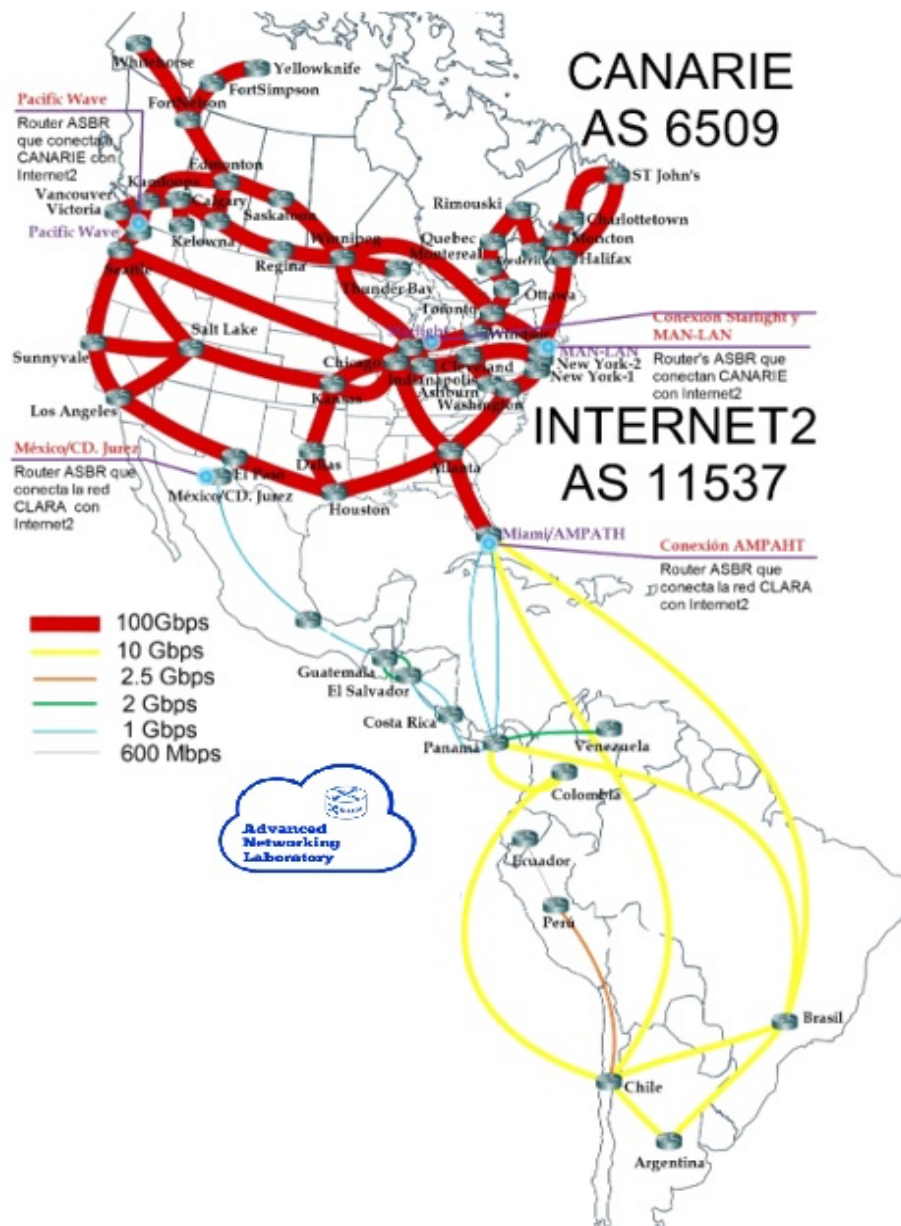 CANARIE
AS 6509
Whitehorse
Yellowknife
FortSimpson
FortNelson
Pacific Wave
Router ASBR
que conecta a
CANARIE con
Internet2
Edmonton
ST John's
Kamloops
Vancouver
Calgary
Victoria
Saskatoon
Rimouski
Charlottetown
Pacific Wave
Kelowna
Winnipeg
Quebec
Moncton
Montereal
Halifax
Seattle
Regina
Thunder Bay
Ottawa
Toronto
Conexión Starlight y
MAN-LAN
Salt Lake
Starlight
Sunnyvale
Chicago
Cleveland
MAN-LAN
Router's ASBR que
conectan CANARIE
con Internet2
New York-2
Indianapolis
New York-1
Kansas
Ashburn
Washington
Los Angeles
INTERNET2
AS 11537
México/CD. Jurez
Router ASBR que
conecta la red
CLARA con
Internet2
El Paso
Dallas
Atlanta
México/CD. Jurez
Houston
Miami/AMPATH
Conexión AMPAHT
Router ASBR que
conecta la red CLARA
con Internet2
100Gbps
10 Gbps
2.5 Gbps
2 Gbps
1 Gbps
600 Mbps
Guatemala
El Salvador
Costa Rica
Panamá
Venezuela
Colombia
Advanced
Networking
Laboratory
Ecuador
Perú
Brasil
Chile
Argentina